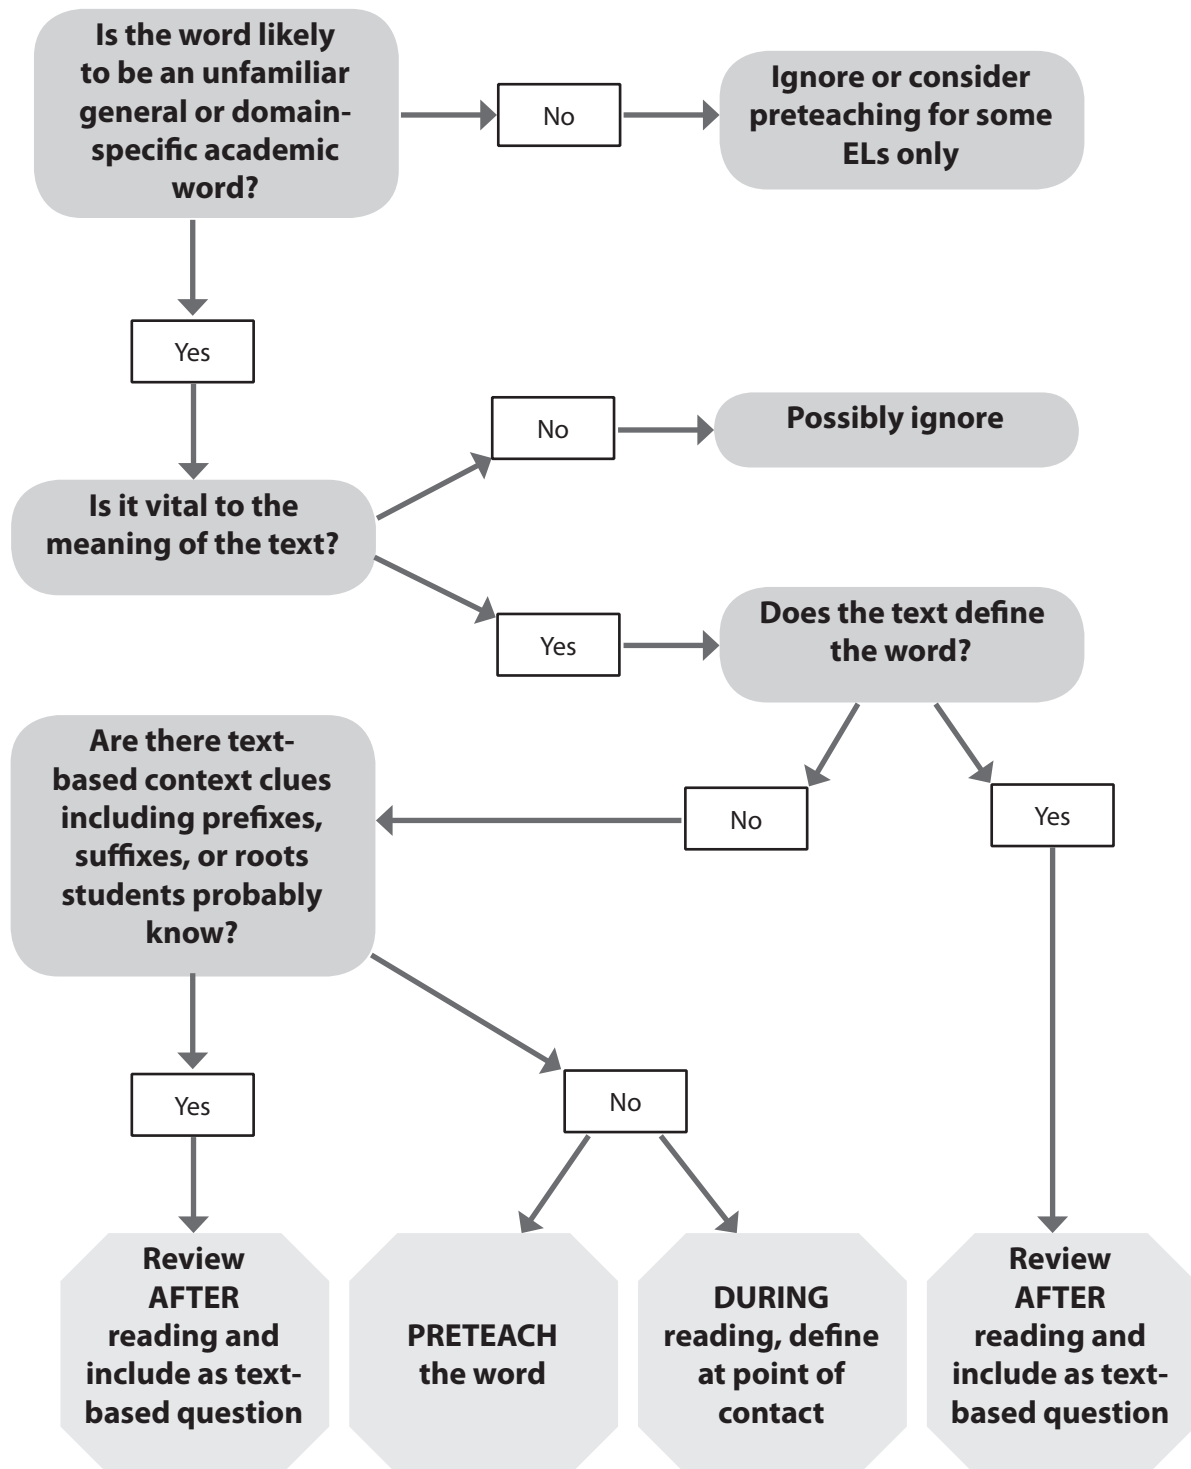 Is the word likely
to be an unfamiliar
general or domain-
specific academic
word?
No
Ignore or consider
preteaching for some
ELs only
Yes
Is it vital to the
meaning of the text?
No
Possibly ignore
Yes
Does the text define
the word?
Are there text-
based context clues
including prefixes,
suffixes, or roots
students probably
know?
No
Yes
Yes
No
Review
AFTER
reading and
include as text-
based question
PRETEACH
the word
DURING
reading, define
at point of
contact
Review
AFTER
reading and
include as text-
based question